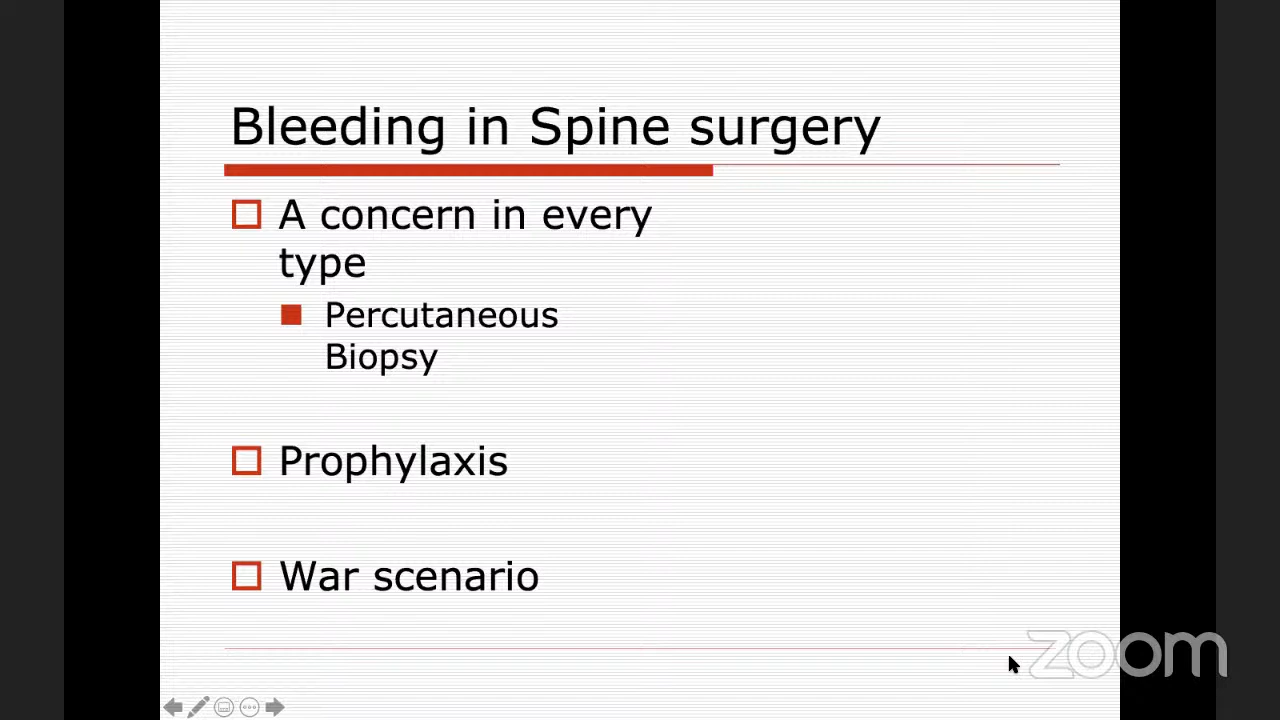 Bleeding in Spine surgery
A concern in every
type
Percutaneous
Biopsy
Prophylaxis
War scenario
zoom